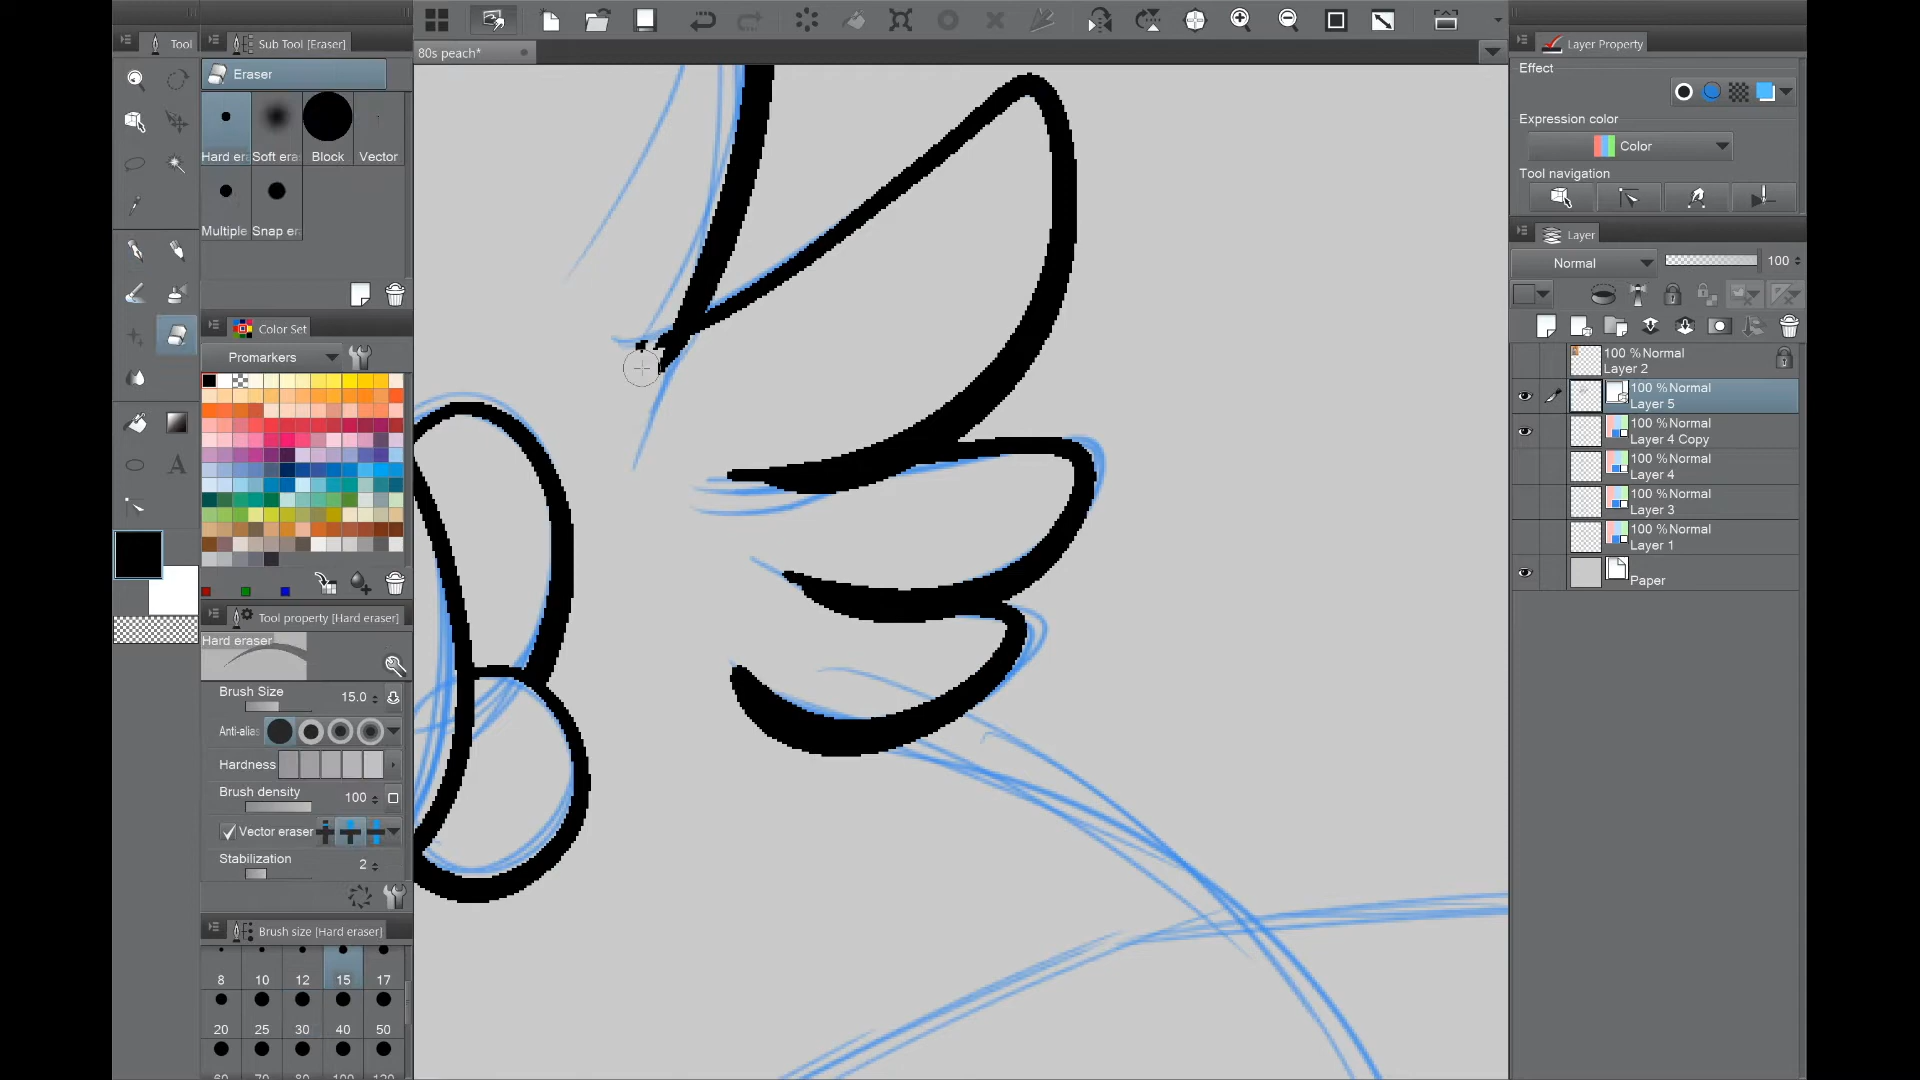 Tool
Sub Tool [Eraser]
Eraser
Hard era
Soft era
Block
Vector
Multiple
Snap er
Color Set
Promarkers
Tool property [Hard eraser]
Hard eraser
Brush Size 15.0
Anti-alias
Hardness
Brush density 100
Vector eraser
Stabilization 2
Brush size [Hard eraser]
8 10 12 15 17
20 25 30 40 50
80s peach*
Layer Property
Effect
Expression color
Color
Tool navigation
Layer
Normal 100
100 % Normal
Layer 2
100 % Normal
Layer 5
100 % Normal
Layer 4 Copy
100 % Normal
Layer 4
100 % Normal
Layer 3
100 % Normal
Layer 1
Paper